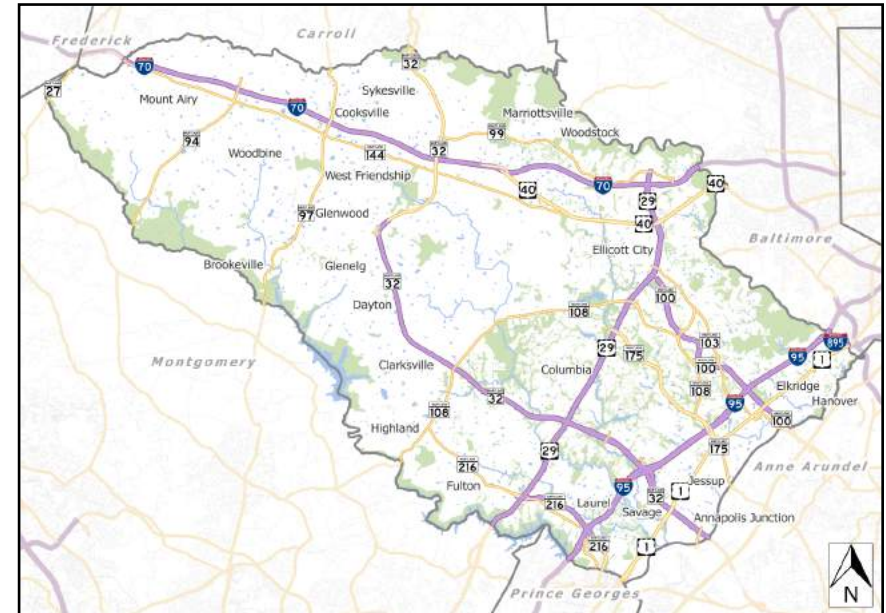 Carroll
Frederick
32
70
27
Sykesville
Mount Airy
70
Cooksville
Marriottsville
99
Woodstock
94
144
32
Woodbine
West Friendship
40
70
40
29
97
Glenwood
40
Baltimore
Ellicott City
Brookeville
Glenelg
32
100
Dayton
108
103
895
29
175
95
1
Montgomery
Clarksville
Columbia
100
108
Elkridge
32
95
Hanover
108
100
Highland
29
175
216
Anne Arundel
Fulton
95
Jessup
1
32
216
Laurel
Savage
Annapolis Junction
216
1
Prince Georges
N